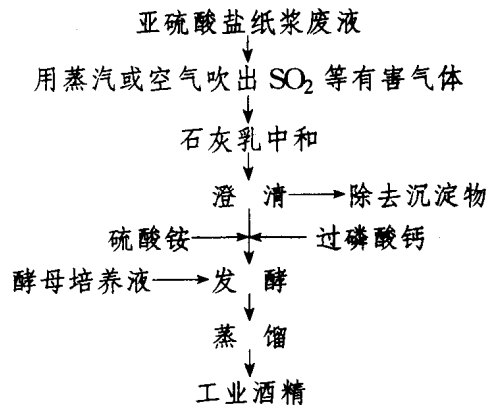 亚硫酸盐纸浆废液
用蒸汽或空气吹出SO₂等有害气体
石灰乳中和
澄 清 除去沉淀物
硫酸铵 过磷酸钙
酵母培养液 发 酵
蒸 馏
工业酒精